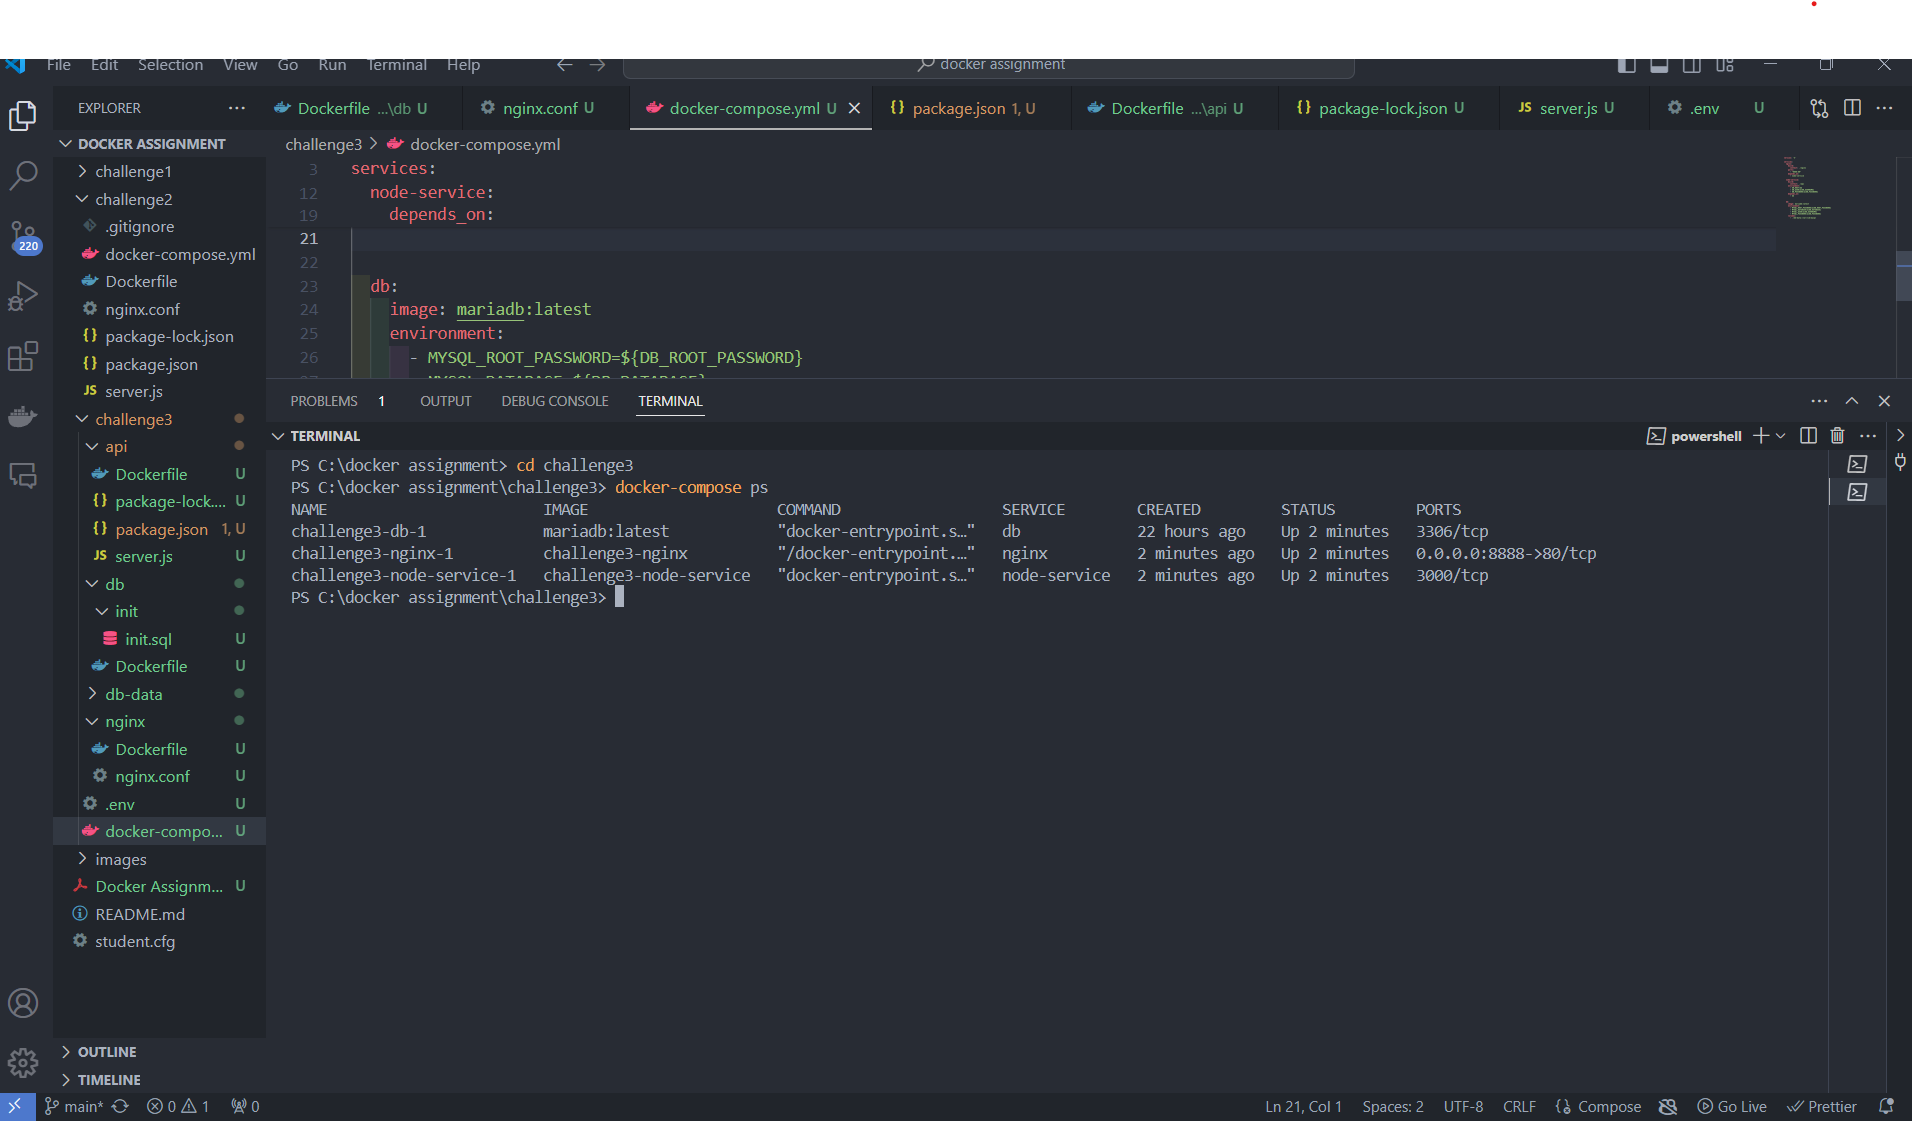 File Edit Selection View Go Run Terminal Help
docker assignment
EXPLORER
Dockerfile ...\db U
nginx.conf U
docker-compose.yml U
package.json 1, U
Dockerfile ...\api U
package-lock.json U
JS server.js U
.env U
DOCKER ASSIGNMENT
challenge1
challenge2
.gitignore
docker-compose.yml
Dockerfile
nginx.conf
package-lock.json
package.json
JS server.js
challenge3
api
Dockerfile U
package-lock.... U
package.json 1, U
JS server.js U
db
init
init.sql U
Dockerfile U
db-data
nginx
Dockerfile U
nginx.conf U
.env U
docker-compo... U
images
Docker Assignm... U
README.md
student.cfg
OUTLINE
TIMELINE
220
challenge3 > docker-compose.yml
3 services:
12 node-service:
19 depends_on:
21
22
23 db:
24 image: mariadb:latest
25 environment:
26 - MYSQL_ROOT_PASSWORD=${DB_ROOT_PASSWORD}
PROBLEMS 1 OUTPUT DEBUG CONSOLE TERMINAL
TERMINAL
powershell
PS C:\docker assignment> cd challenge3
PS C:\docker assignment\challenge3> docker-compose ps
NAME IMAGE COMMAND SERVICE CREATED STATUS PORTS
challenge3-db-1 mariadb:latest "docker-entrypoint.s…" db 22 hours ago Up 2 minutes 3306/tcp
challenge3-nginx-1 challenge3-nginx "/docker-entrypoint.…" nginx 2 minutes ago Up 2 minutes 0.0.0.0:8888->80/tcp
challenge3-node-service-1 challenge3-node-service "docker-entrypoint.s…" node-service 2 minutes ago Up 2 minutes 3000/tcp
PS C:\docker assignment\challenge3>
main* 0 1 0
Ln 21, Col 1 Spaces: 2 UTF-8 CRLF Compose Go Live Prettier